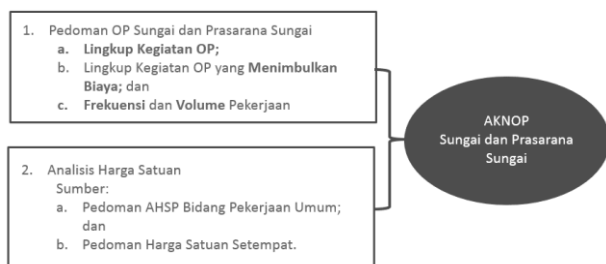 1. Pedoman OP Sungai dan Prasarana Sungai
a. Lingkup Kegiatan OP;
b. Lingkup Kegiatan OP yang Menimbulkan
Biaya; dan
c. Frekuensi dan Volume Pekerjaan
2. Analisis Harga Satuan
Sumber:
a. Pedoman AHSP Bidang Pekerjaan Umum;
dan
b. Pedoman Harga Satuan Setempat.
AKNOP
Sungai dan Prasarana
Sungai